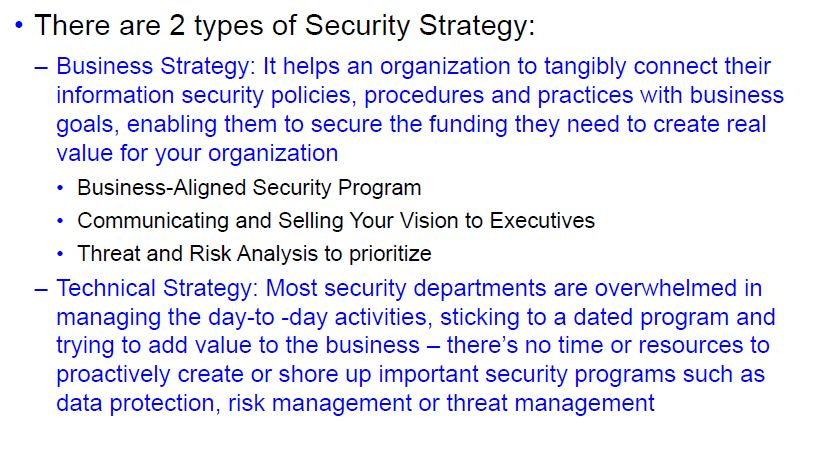 • There are 2 types of Security Strategy:
– Business Strategy: It helps an organization to tangibly connect their
information security policies, procedures and practices with business
goals, enabling them to secure the funding they need to create real
value for your organization
• Business-Aligned Security Program
• Communicating and Selling Your Vision to Executives
• Threat and Risk Analysis to prioritize
– Technical Strategy: Most security departments are overwhelmed in
managing the day-to -day activities, sticking to a dated program and
trying to add value to the business – there’s no time or resources to
proactively create or shore up important security programs such as
data protection, risk management or threat management